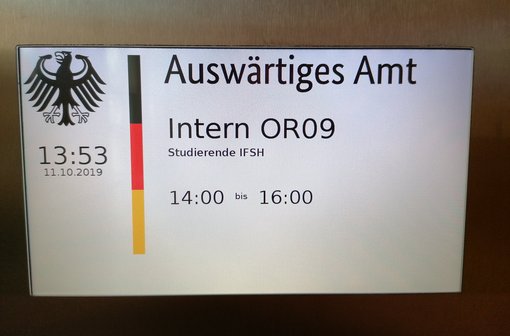 Auswärtiges Amt
Intern OR09
Studierende IFSH
13:53
11.10.2019
14:00 bis 16:00